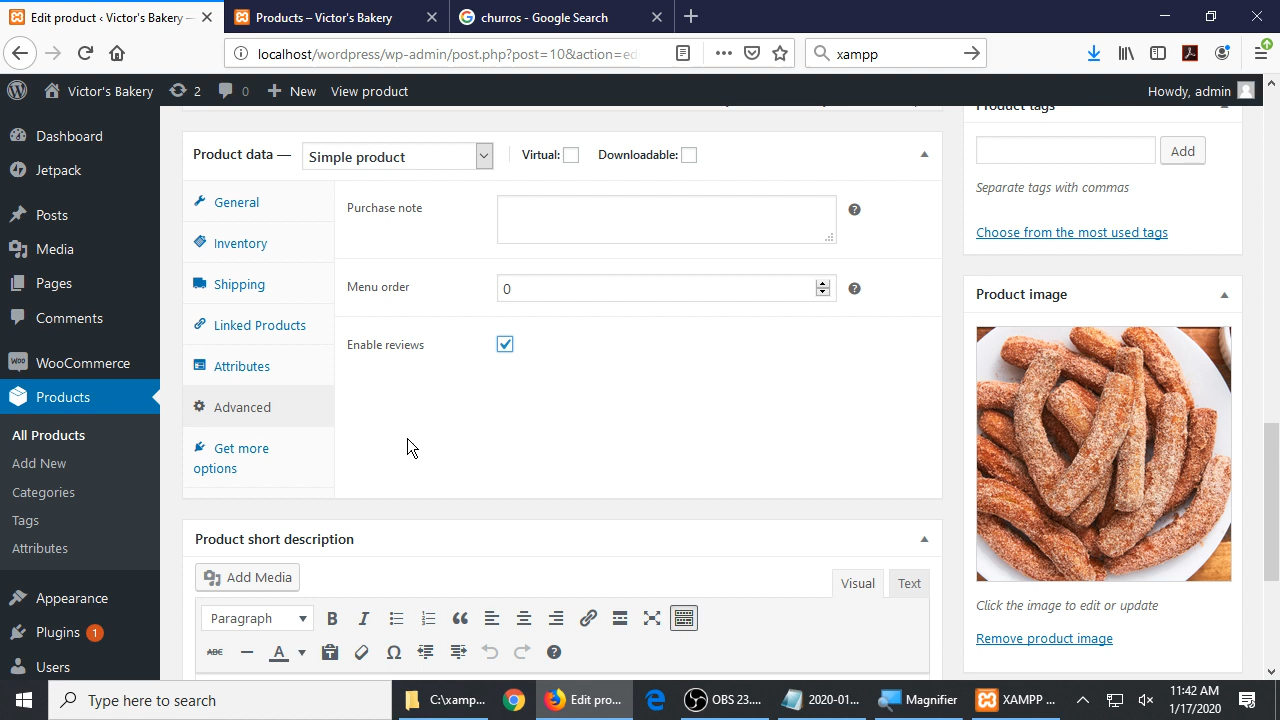 Edit product ‹ Victor's Bakery —
Products – Victor's Bakery
churros - Google Search
localhost/wordpress/wp-admin/post.php?post=10&action=ed
xampp
Victor's Bakery
2
0
New
View product
Howdy, admin
Dashboard
Jetpack
Posts
Media
Pages
Comments
WooCommerce
Products
All Products
Add New
Categories
Tags
Attributes
Appearance
Plugins 1
Users
Product data —
Simple product
Virtual:
Downloadable:
General
Inventory
Shipping
Linked Products
Attributes
Advanced
Get more
options
Purchase note
Menu order
0
Enable reviews
Product short description
Add Media
Visual
Text
Paragraph
Product tags
Add
Separate tags with commas
Choose from the most used tags
Product image
Click the image to edit or update
Remove product image
Type here to search
C:\xamp...
Edit pro...
OBS 23....
2020-01...
Magnifier
XAMPP ...
11:42 AM
1/17/2020